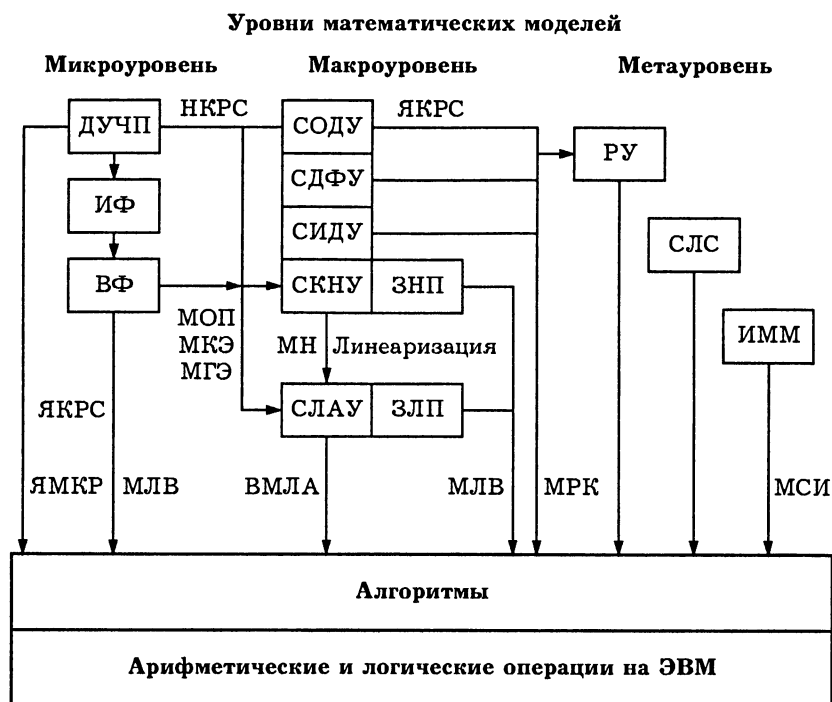 Уровни математических моделей
Микроуровень Макроуровень Метауровень
ДУЧП НКРС СОДУ ЯКРС РУ
СДФУ
ИФ
СИДУ СЛС
ВФ СКНУ ЗНП
МОП
МКЭ МН Линеаризация ИММ
МГЭ
ЯКРС СЛАУ ЗЛП
ЯМКР МЛВ ВМЛА МЛВ МРК МСИ
Алгоритмы
Арифметические и логические операции на ЭВМ